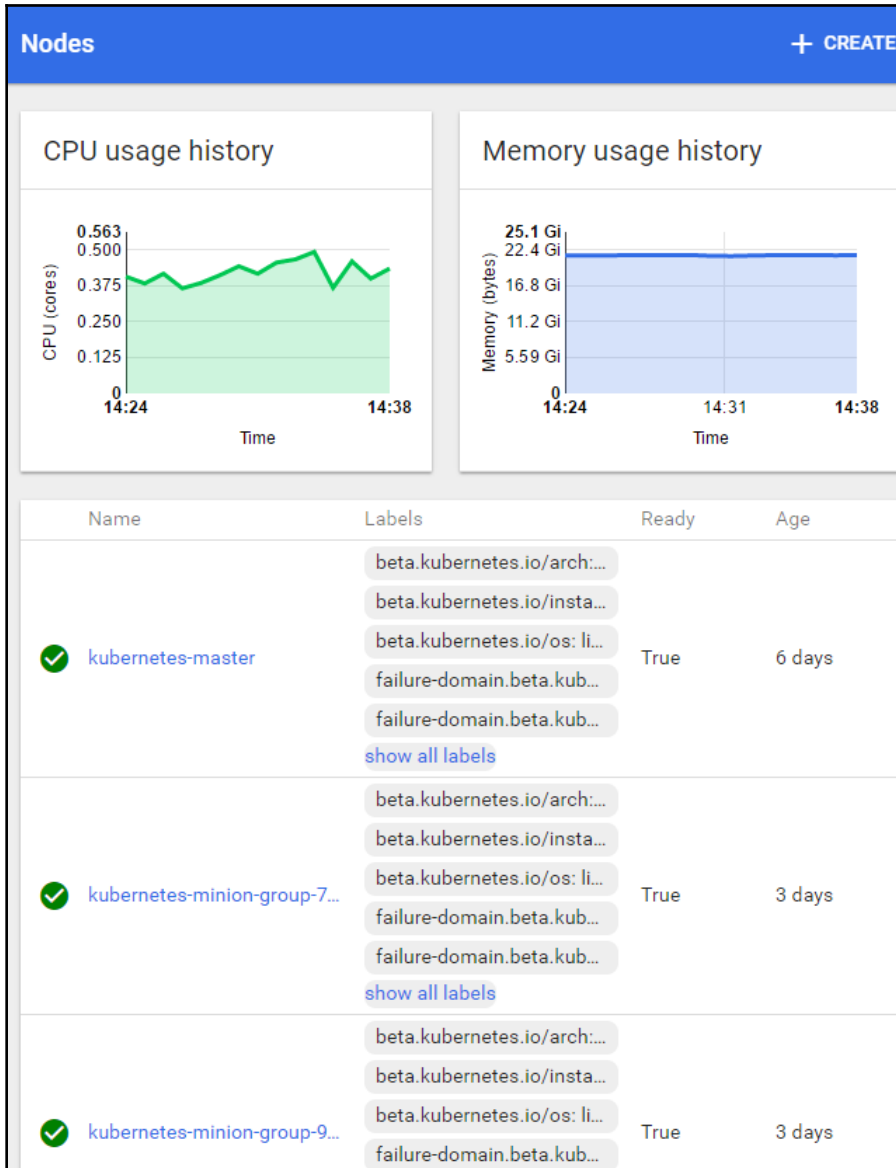 Nodes
+ CREATE
CPU usage history
0.563
0.500
0.375
0.250
0.125
0
CPU (cores)
14:24
14:38
Time
Memory usage history
25.1 Gi
22.4 Gi
16.8 Gi
11.2 Gi
5.59 Gi
0
Memory (bytes)
14:24
14:31
14:38
Time
Name Labels Ready Age
beta.kubernetes.io/arch:...
beta.kubernetes.io/insta...
beta.kubernetes.io/os: li...
kubernetes-master True 6 days
failure-domain.beta.kub...
failure-domain.beta.kub...
show all labels
beta.kubernetes.io/arch:...
beta.kubernetes.io/insta...
beta.kubernetes.io/os: li...
kubernetes-minion-group-7... True 3 days
failure-domain.beta.kub...
failure-domain.beta.kub...
show all labels
beta.kubernetes.io/arch:...
beta.kubernetes.io/insta...
beta.kubernetes.io/os: li...
kubernetes-minion-group-9... True 3 days
failure-domain.beta.kub...